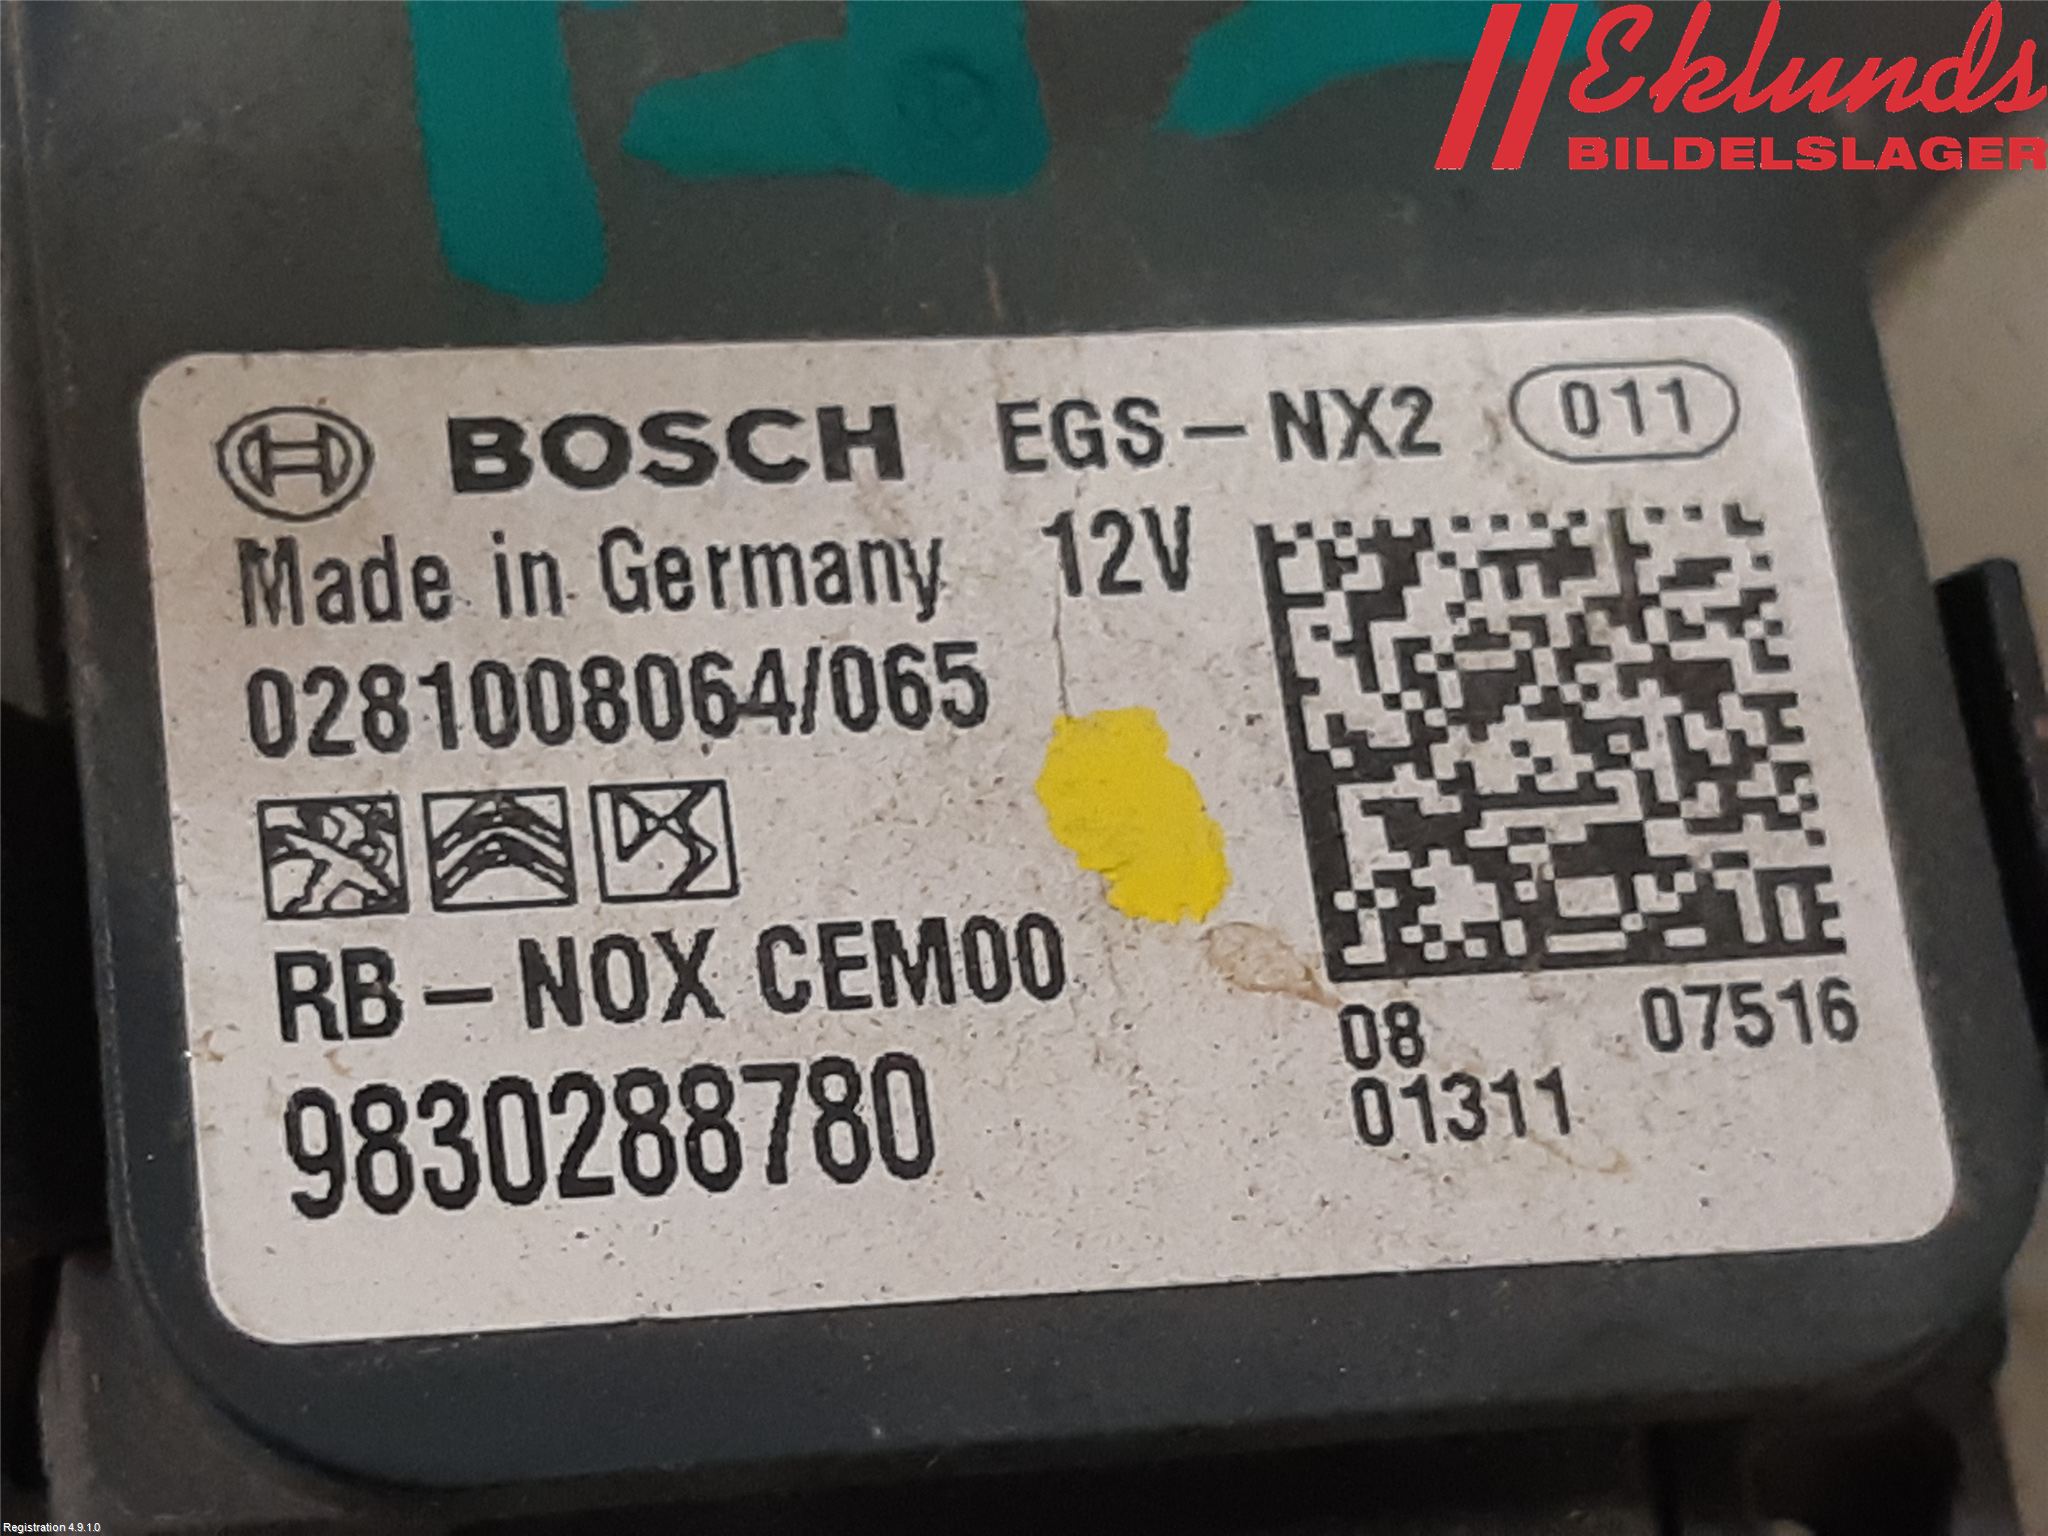 Eklunds
BILDELSLAGER
BOSCH EGS-NX2 011
Made in Germany 12V
0281008064/065
RB-NOX CEM00
9830288780
08 07516
01311
Registration 4.9.1.0